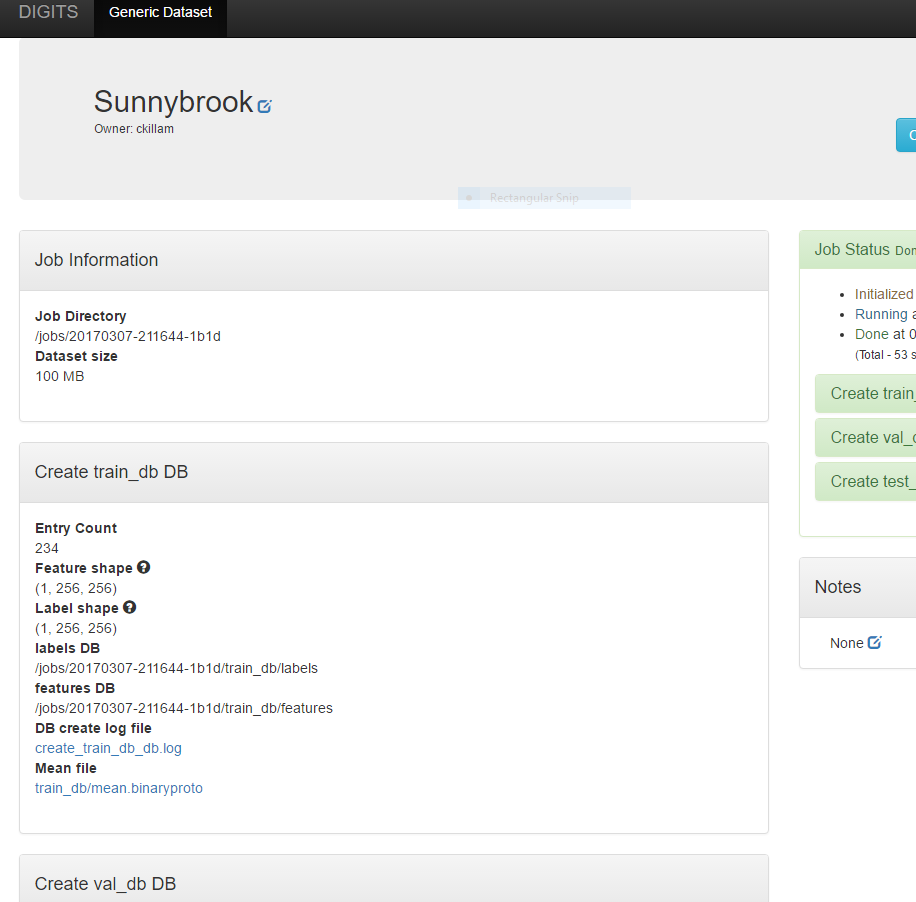 DIGITS Generic Dataset
Sunnybrook
Owner: ckillam
Rectangular Snip
Job Information
Job Directory
/jobs/20170307-211644-1b1d
Dataset size
100 MB
Create train_db DB
Entry Count
234
Feature shape
(1, 256, 256)
Label shape
(1, 256, 256)
labels DB
/jobs/20170307-211644-1b1d/train_db/labels
features DB
/jobs/20170307-211644-1b1d/train_db/features
DB create log file
create_train_db_db.log
Mean file
train_db/mean.binaryproto
Create val_db DB
Job Status
Initialized
Running
Done at 0
(Total - 53 s
Create train_
Create val_
Create test_
Notes
None